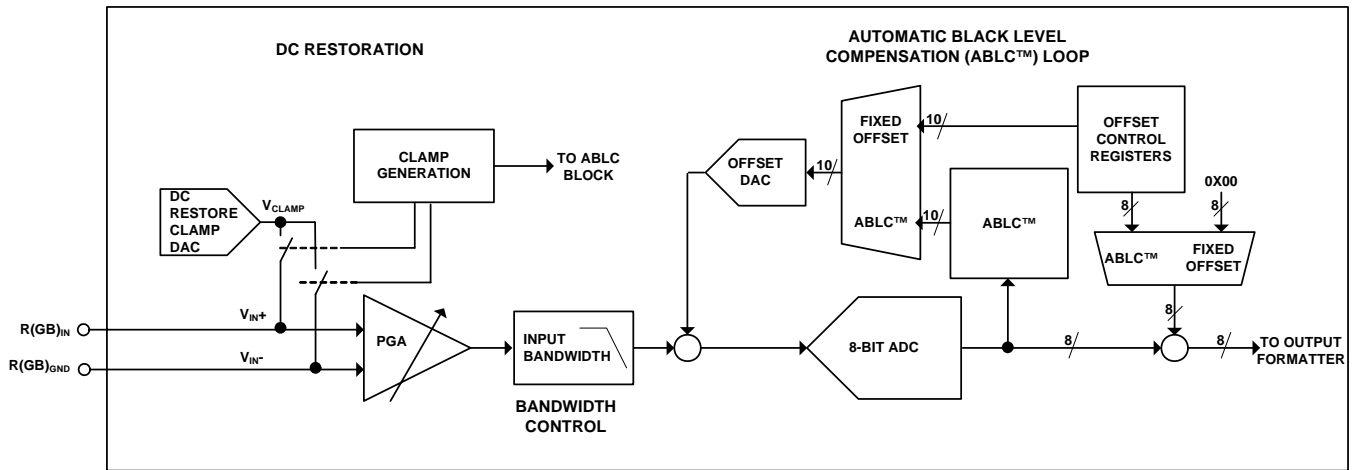 DC RESTORATION
AUTOMATIC BLACK LEVEL
COMPENSATION (ABLC™) LOOP
CLAMP
GENERATION
TO ABLC
BLOCK
DC
RESTORE
CLAMP
DAC
VCLAMP
OFFSET
DAC
10
FIXED
OFFSET
ABLC™
10
10
ABLC™
OFFSET
CONTROL
REGISTERS
8
0X00
8
ABLC™
FIXED
OFFSET
8
R(GB)IN
VIN+
R(GB)GND
VIN-
PGA
INPUT
BANDWIDTH
BANDWIDTH
CONTROL
8-BIT ADC
8
8
TO OUTPUT
FORMATTER